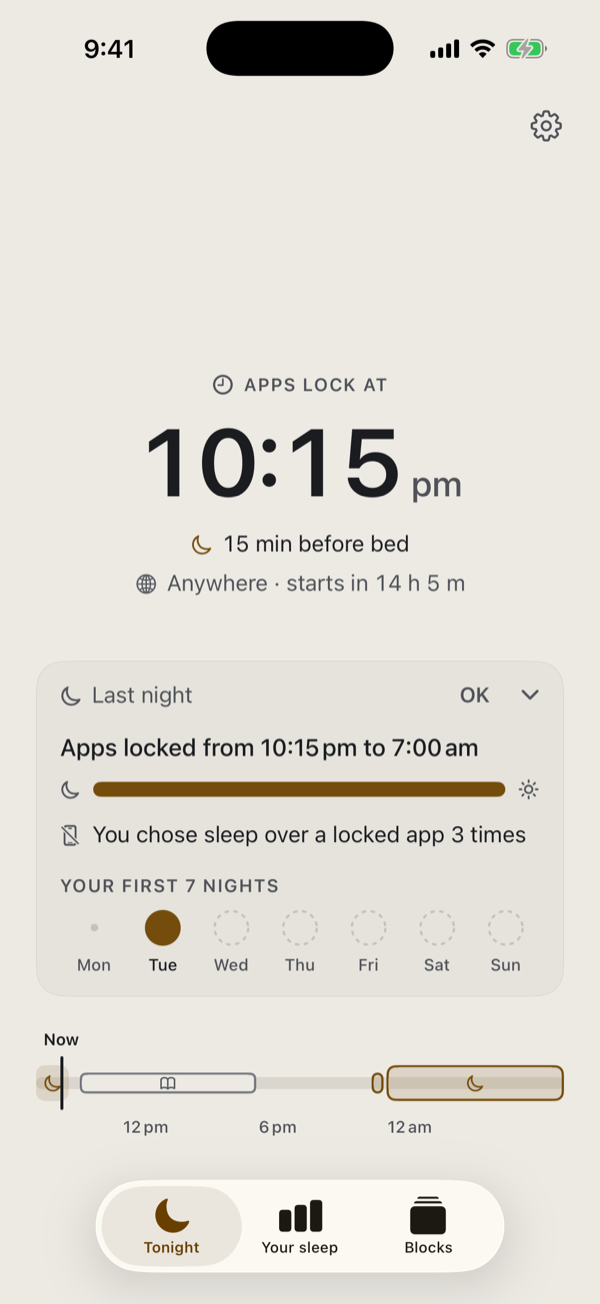 9:41
APPS LOCK AT
10:15 pm
15 min before bed
Anywhere · starts in 14 h 5 m
Last night OK
Apps locked from 10:15 pm to 7:00 am
You chose sleep over a locked app 3 times
YOUR FIRST 7 NIGHTS
Mon Tue Wed Thu Fri Sat Sun
Now
12 pm 6 pm 12 am
Tonight Your sleep Blocks